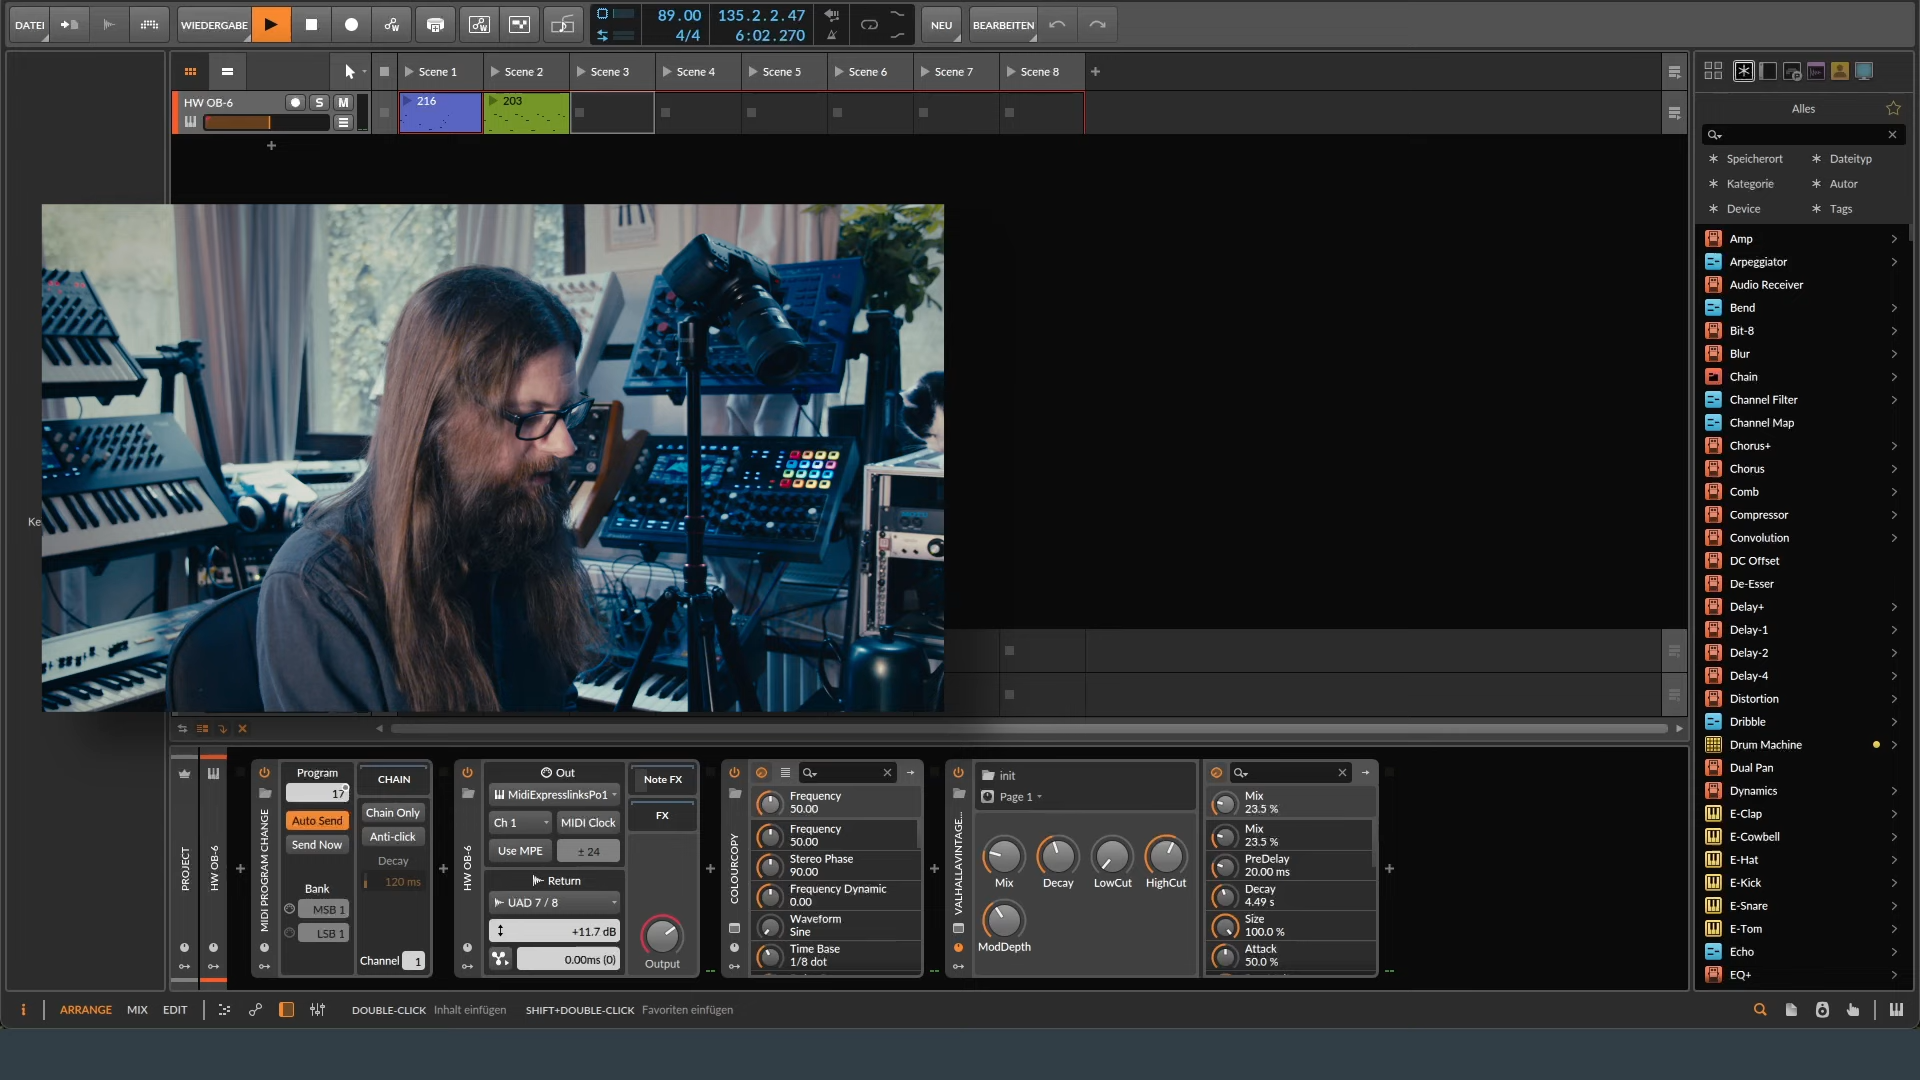 DATEI
WIEDERGABE
89.00
4/4
135.2.2.47
6:02.270
NEU
BEARBEITEN
Scene 1
Scene 2
Scene 3
Scene 4
Scene 5
Scene 6
Scene 7
Scene 8
HW OB-6
S
M
216
203
Ke
Alles
Speicherort
Dateityp
Kategorie
Autor
Device
Tags
Amp
Arpeggiator
Audio Receiver
Bend
Bit-8
Blur
Chain
Channel Filter
Channel Map
Chorus+
Chorus
Comb
Compressor
Convolution
DC Offset
De-Esser
Delay+
Delay-1
Delay-2
Delay-4
Distortion
Dribble
Drum Machine
Dual Pan
Dynamics
E-Clap
E-Cowbell
E-Hat
E-Kick
E-Snare
E-Tom
Echo
EQ+
PROJECT
HW OB-6
MIDI PROGRAM CHANGE
Program
17
Auto Send
Send Now
Bank
MSB 1
LSB 1
CHAIN
Chain Only
Anti-click
Decay
120 ms
Channel 1
HW OB-6
Out
MidiExpresslinksPo1
Ch 1
MIDI Clock
Use MPE
± 24
Return
UAD 7 / 8
+11.7 dB
0.00ms (0)
Note FX
FX
Output
COLOURCOPY
Frequency
50.00
Frequency
50.00
Stereo Phase
90.00
Frequency Dynamic
0.00
Waveform
Sine
Time Base
1/8 dot
VALHALLAVINTAGE...
init
Page 1
Mix
Decay
LowCut
HighCut
ModDepth
Mix
23.5 %
Mix
23.5 %
PreDelay
20.00 ms
Decay
4.49 s
Size
100.0 %
Attack
50.0 %
i
ARRANGE
MIX
EDIT
DOUBLE-CLICK Inhalt einfügen
SHIFT+DOUBLE-CLICK Favoriten einfügen